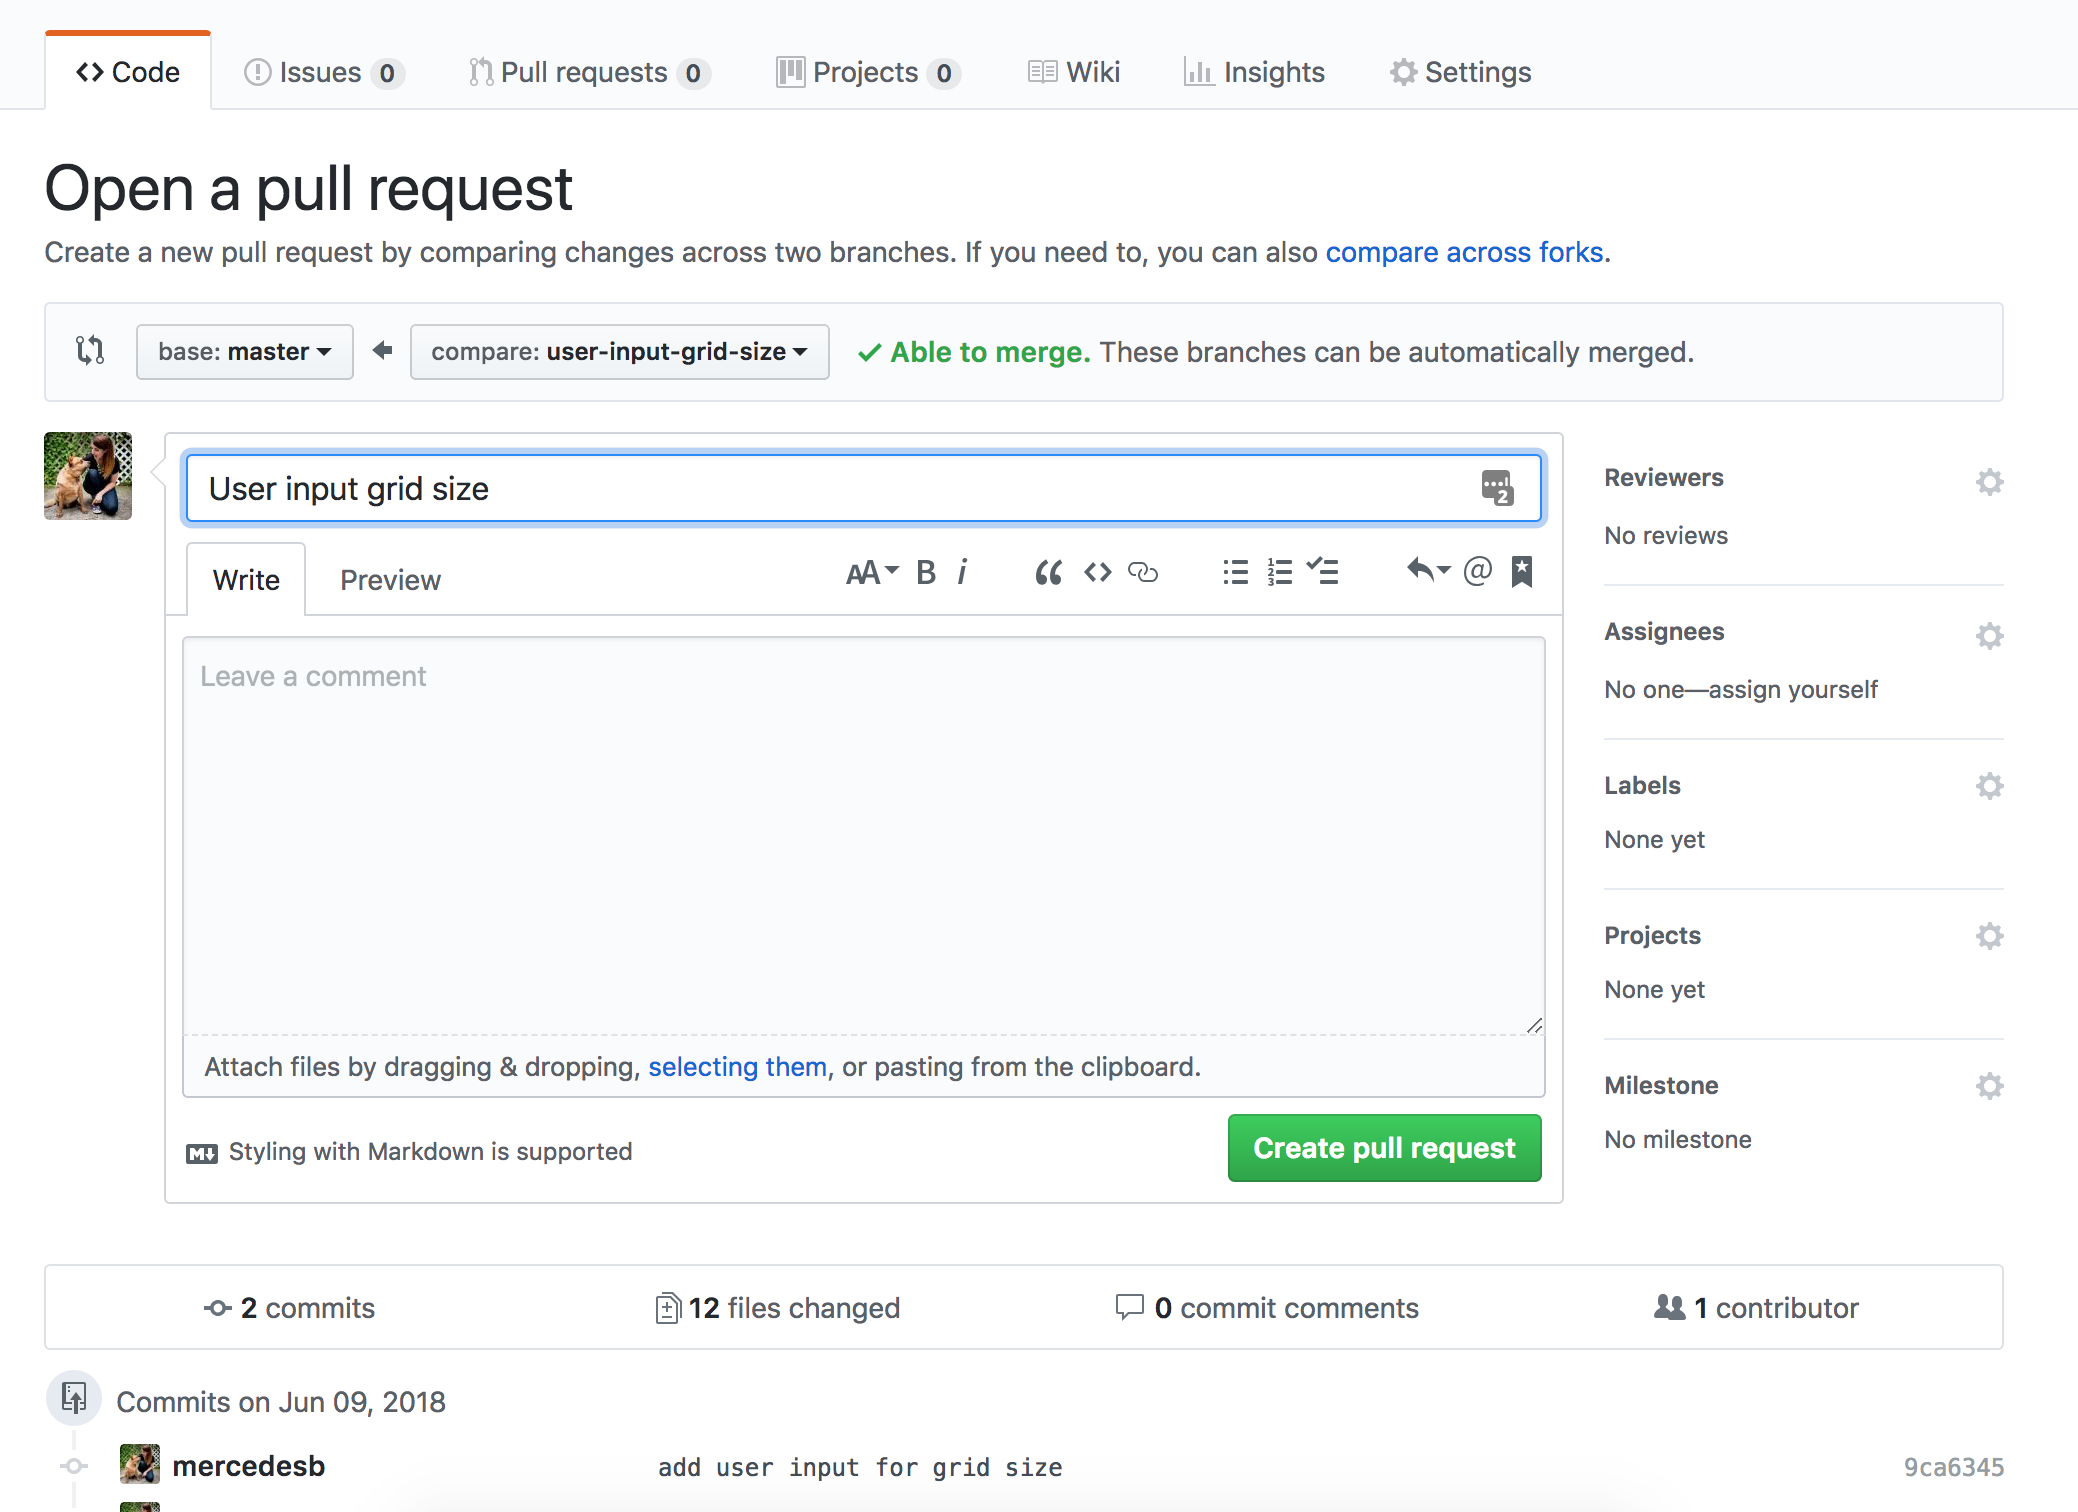 Code Issues 0 Pull requests 0 Projects 0 Wiki Insights Settings
Open a pull request
Create a new pull request by comparing changes across two branches. If you need to, you can also compare across forks.
base: master compare: user-input-grid-size Able to merge. These branches can be automatically merged.
User input grid size 2
Write Preview AA B i “ <> 1 2 3 @
Leave a comment
Attach files by dragging & dropping, selecting them, or pasting from the clipboard.
M Styling with Markdown is supported
Create pull request
Reviewers
No reviews
Assignees
No one—assign yourself
Labels
None yet
Projects
None yet
Milestone
No milestone
2 commits 12 files changed 0 commit comments 1 contributor
Commits on Jun 09, 2018
mercedesb add user input for grid size 9ca6345